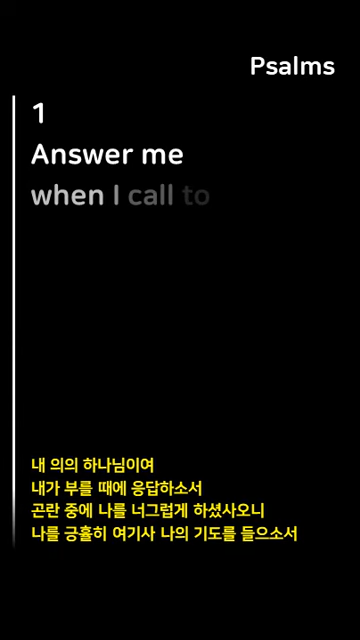 Psalms
1
Answer me
when I call to
내 의의 하나님이여
내가 부를 때에 응답하소서
곤란 중에 나를 너그럽게 하셨사오니
나를 긍휼히 여기사 나의 기도를 들으소서